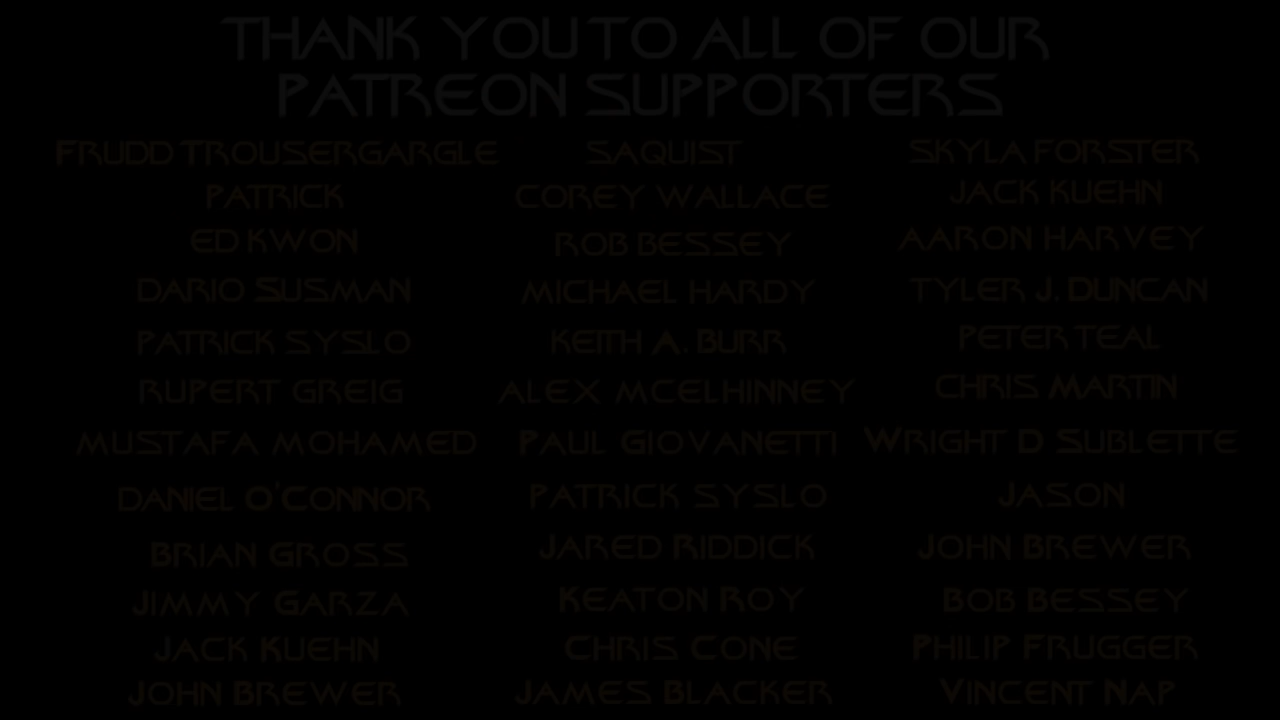 THANK YOU TO ALL OF OUR
PATREON SUPPORTERS
FRUDD TROUSERGARGLE SAQUIST SKYLA FORSTER
PATRICK COREY WALLACE JACK KUEHN
ED KWON ROB BESSEY AARON HARVEY
DARIO SUSMAN MICHAEL HARDY TYLER J. DUNCAN
PATRICK SYSLO KEITH A. BURR PETER TEAL
RUPERT GREIG ALEX MCELHINNEY CHRIS MARTIN
MUSTAFA MOHAMED PAUL GIOVANETTI WRIGHT D SUBLETTE
DANIEL O'CONNOR PATRICK SYSLO JASON
BRIAN GROSS JARED RIDDICK JOHN BREWER
JIMMY GARZA KEATON ROY BOB BESSEY
JACK KUEHN CHRIS CONE PHILIP FRUGGER
JOHN BREWER JAMES BLACKER VINCENT NAP